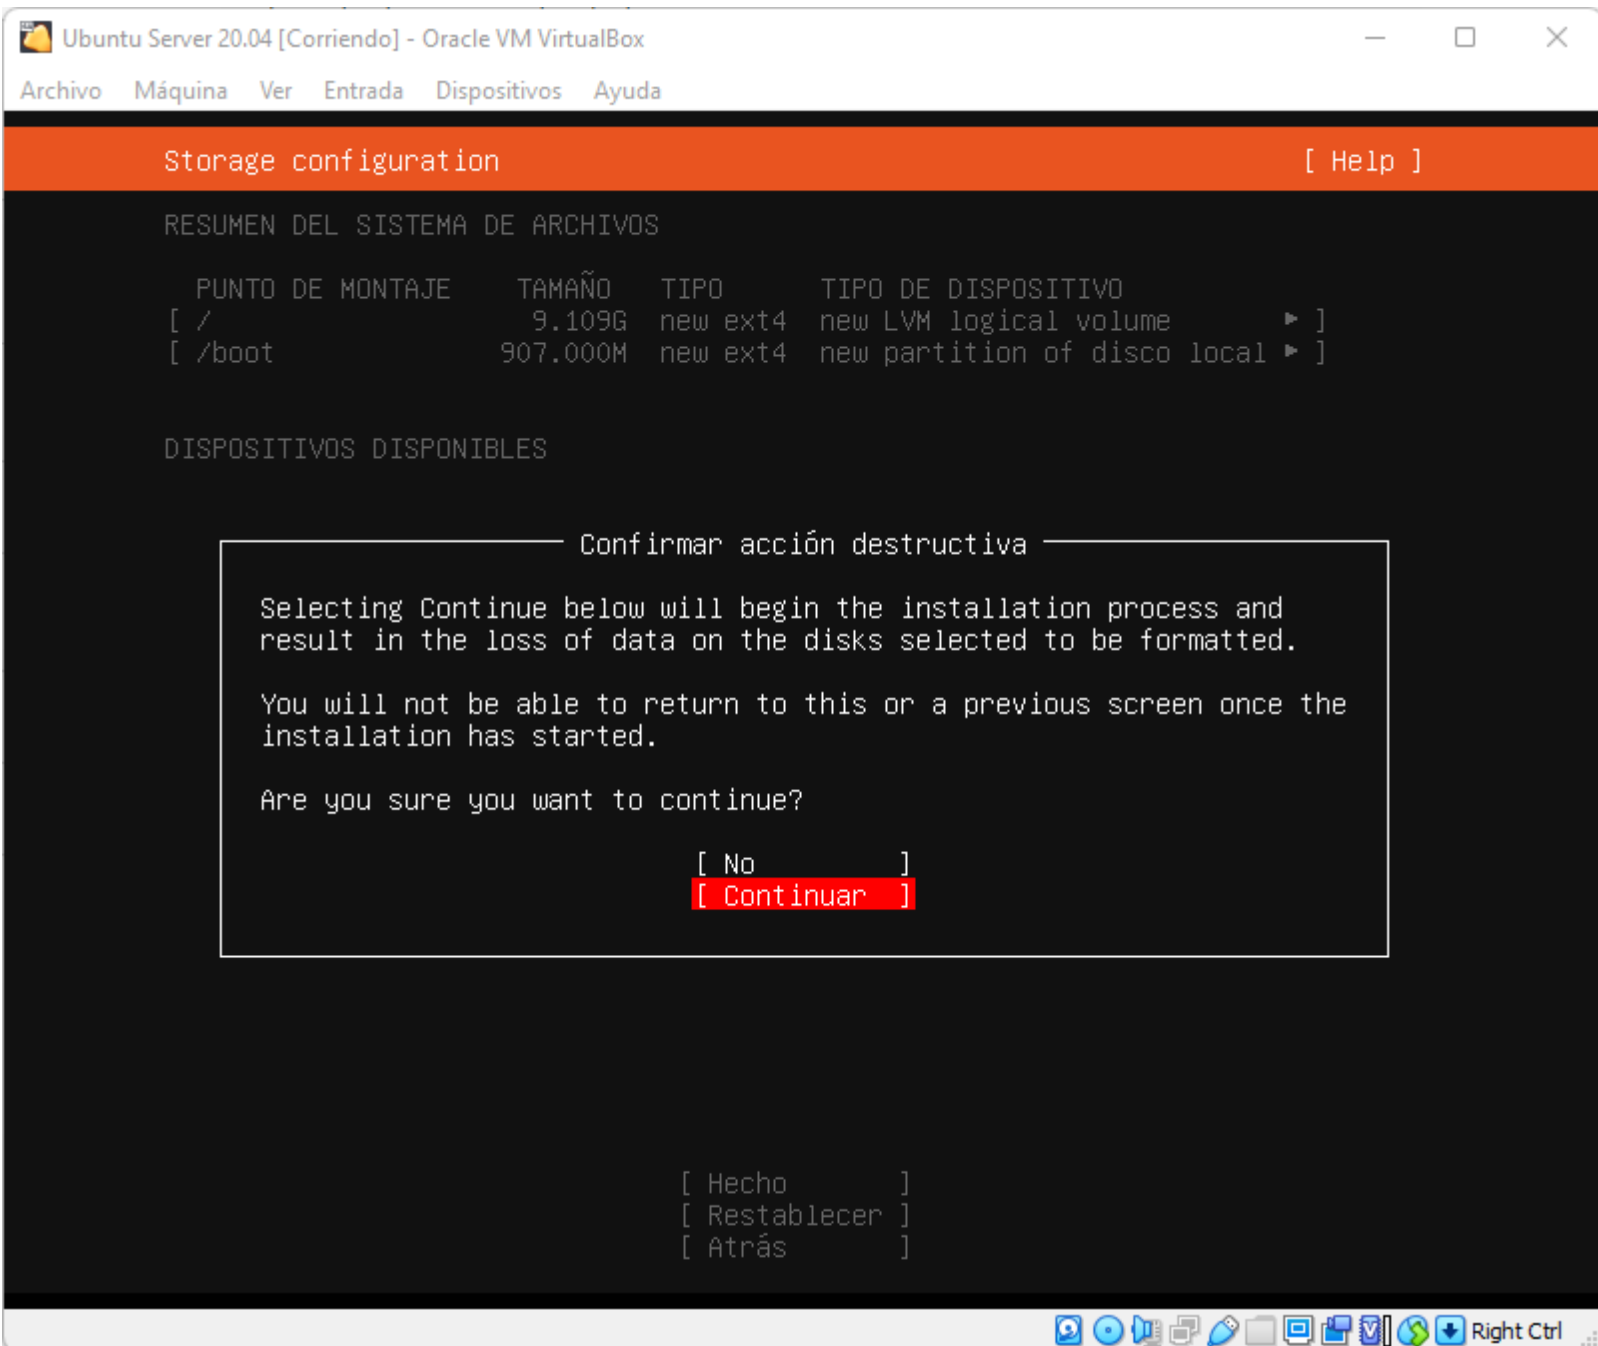 Ubuntu Server 20.04 [Corriendo] - Oracle VM VirtualBox
Archivo Máquina Ver Entrada Dispositivos Ayuda
Storage configuration [ Help ]
RESUMEN DEL SISTEMA DE ARCHIVOS
PUNTO DE MONTAJE TAMAÑO TIPO TIPO DE DISPOSITIVO
[ / 9.109G new ext4 new LVM logical volume ▸ ]
[ /boot 907.000M new ext4 new partition of disco local ▸ ]
DISPOSITIVOS DISPONIBLES
Confirmar acción destructiva
Selecting Continue below will begin the installation process and
result in the loss of data on the disks selected to be formatted.
You will not be able to return to this or a previous screen once the
installation has started.
Are you sure you want to continue?
[ No ]
[ Continuar ]
[ Hecho ]
[ Restablecer ]
[ Atrás ]
Right Ctrl